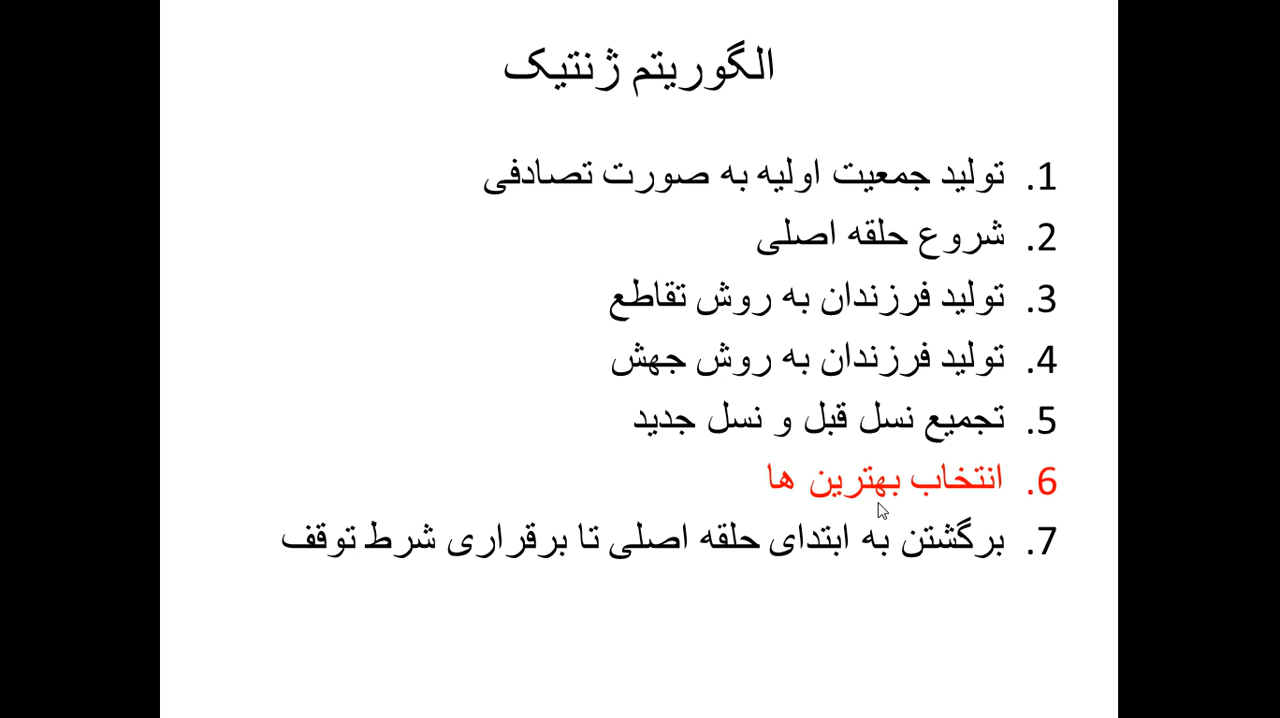 الگوریتم ژنتیک
1. تولید جمعیت اولیه به صورت تصادفی
2. شروع حلقه اصلی
3. تولید فرزندان به روش تقاطع
4. تولید فرزندان به روش جهش
5. تجمیع نسل قبل و نسل جدید
6. انتخاب بهترین ها
7. برگشتن به ابتدای حلقه اصلی تا برقراری شرط توقف